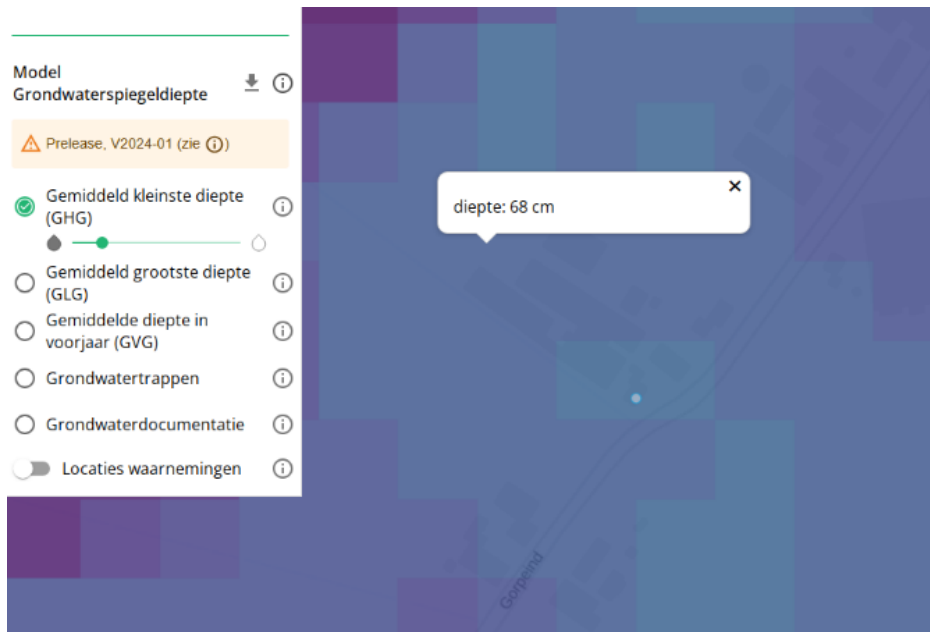 Model
Grondwaterspiegeldiepte
Prelease, V2024-01 (zie ⓘ)
Gemiddeld kleinste diepte
(GHG)
Gemiddeld grootste diepte
(GLG)
Gemiddelde diepte in
voorjaar (GVG)
Grondwatertrappen
Grondwaterdocumentatie
Locaties waarnemingen
diepte: 68 cm
Gorpeind